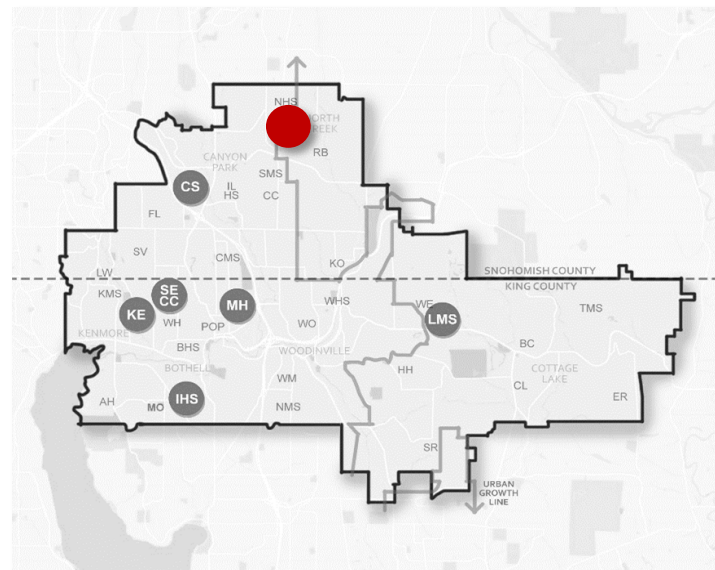 NHS
NORTH
CREEK
RB
CANYON
PARK
SMS
CS
IL
HS
CC
FL
SV
CMS
KO
LW
SNOHOMISH COUNTY
KING COUNTY
KMS
SE
CC
MH
WHS
WE
TMS
KE
WH
POP
WO
LMS
KENMORE
BHS
WOODINVILLE
BC
BOTHELL
HH
COTTAGE
LAKE
WM
CL
IHS
AH
MO
NMS
ER
SR
URBAN
GROWTH
LINE